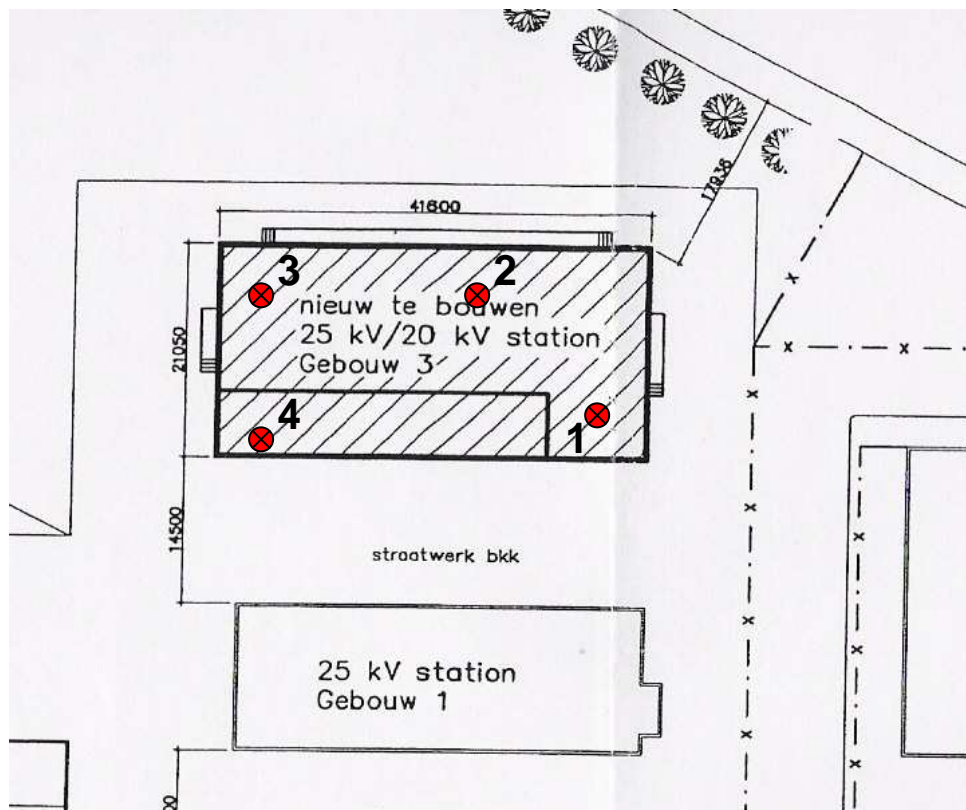 17938
41600
3
2
nieuw te bouwen
25 kV/20 kV station
Gebouw 3
21050
4
1
14500
straatwerk bkk
25 kV station
Gebouw 1